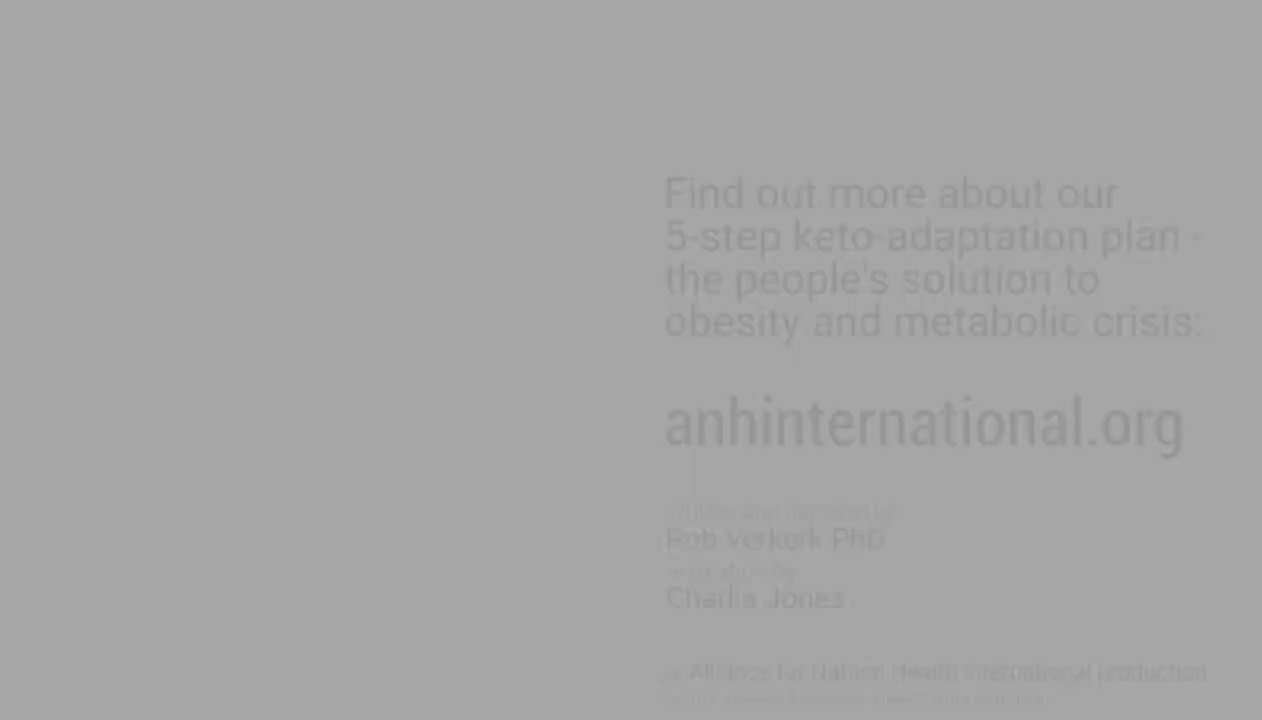 Find out more about our
5-step keto-adaptation plan -
the people's solution to
obesity and metabolic crisis:
anhinternational.org
Rob Verkerk PhD
Charlie Jones
Alliance for Natural Health International production